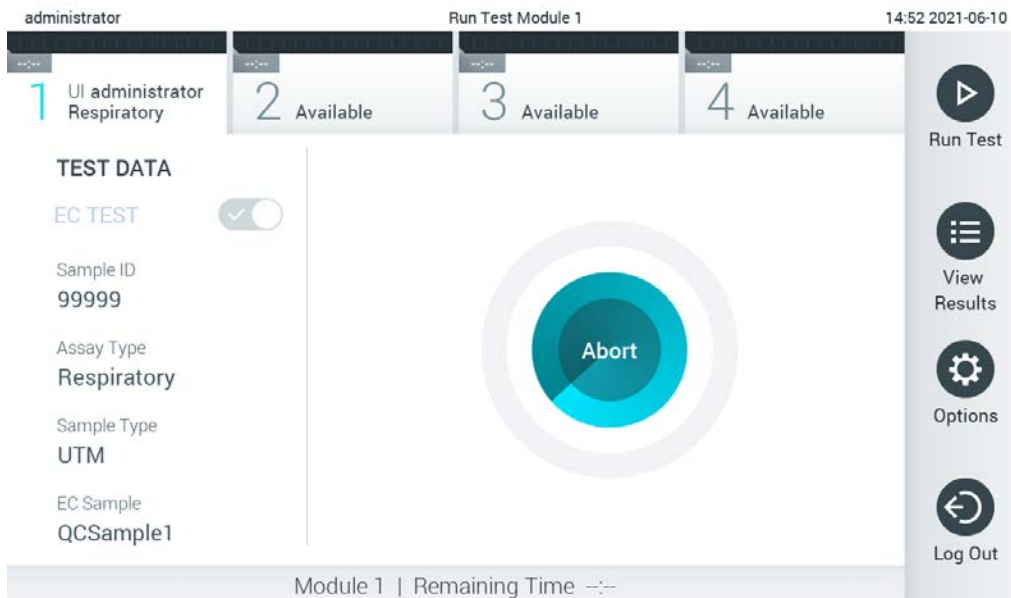 administrator
Run Test Module 1
14:52 2021-06-10
--:--
1
UI administrator
Respiratory
--:--
2 Available
--:--
3 Available
--:--
4 Available
Run Test
View
Results
Options
Log Out
TEST DATA
EC TEST
Sample ID
99999
Assay Type
Respiratory
Sample Type
UTM
EC Sample
QCSample1
Abort
Module 1 | Remaining Time --:--